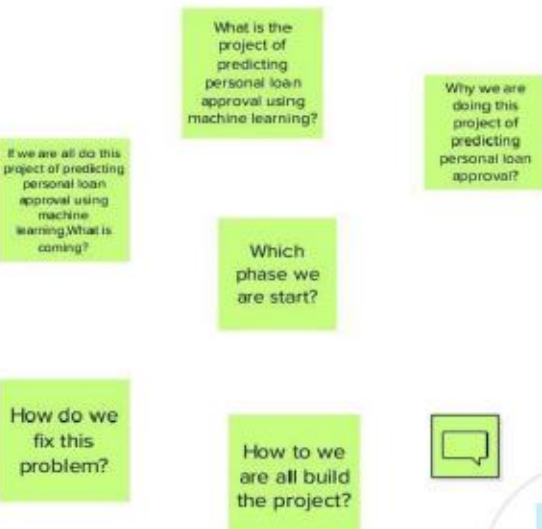 What is the
project of
predicting
personal loan
approval using
machine learning?
Why we are
doing this
project of
predicting
personal loan
approval?
If we are all do this
project of predicting
personal loan
approval using
machine
learning,What is
coming?
Which
phase we
are start?
How do we
fix this
problem?
How to we
are all build
the project?